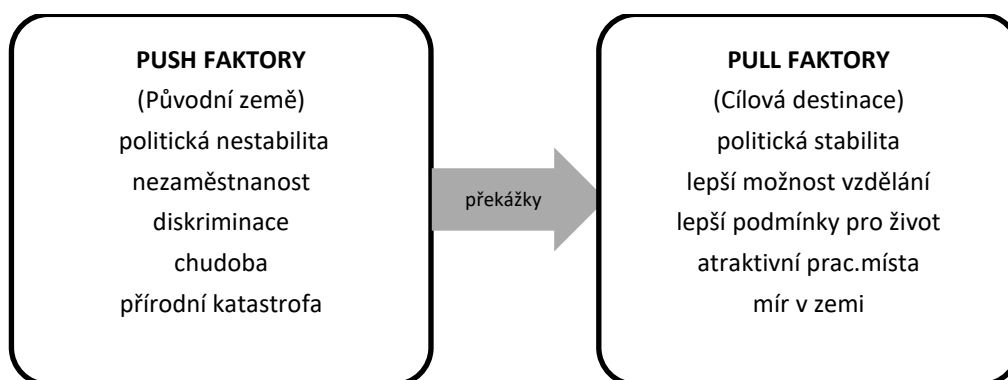 PUSH FAKTORY
(Původní země)
politická nestabilita
nezaměstnanost
diskriminace
chudoba
přírodní katastrofa
překážky
PULL FAKTORY
(Cílová destinace)
politická stabilita
lepší možnost vzdělání
lepší podmínky pro život
atraktivní prac.místa
mír v zemi